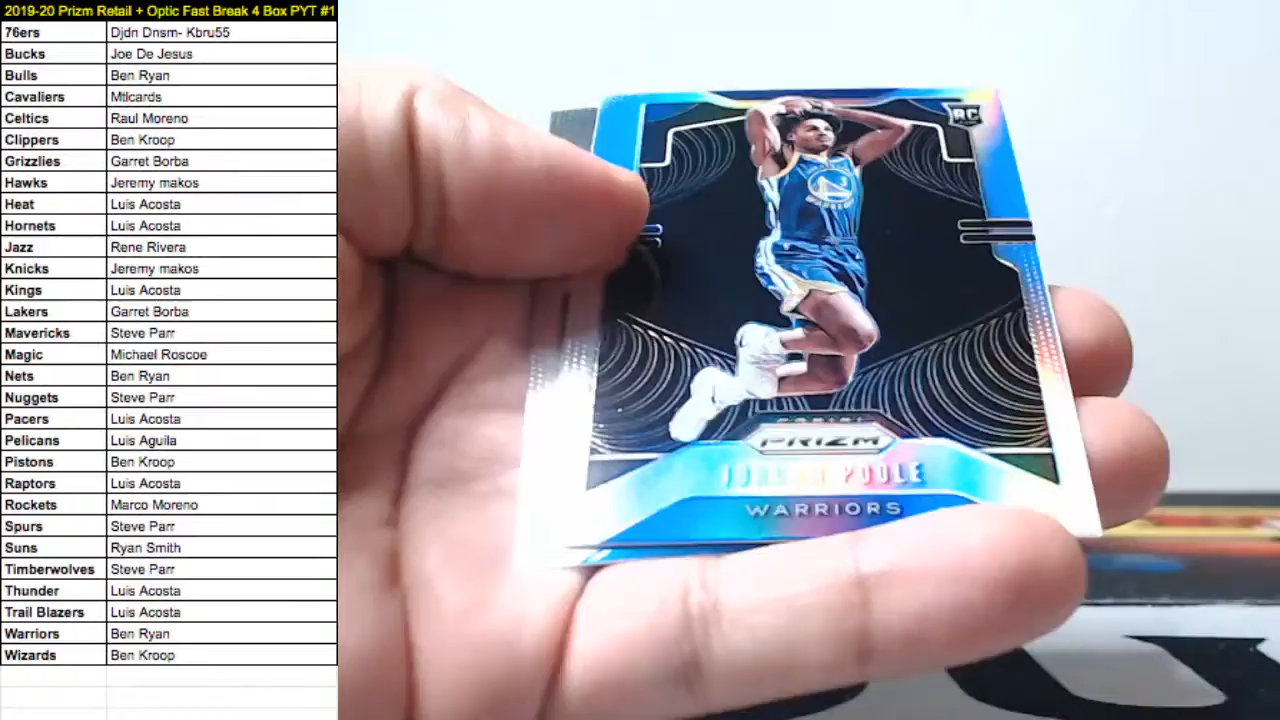 2019-20 Prizm Retail + Optic Fast Break 4 Box PYT #1
76ers Djdn Dnsm- Kbru55
Bucks Joe De Jesus
Bulls Ben Ryan
Cavaliers Mtlcards
Celtics Raul Moreno
Clippers Ben Kroop
Grizzlies Garret Borba
Hawks Jeremy makos
Heat Luis Acosta
Hornets Luis Acosta
Jazz Rene Rivera
Knicks Jeremy makos
Kings Luis Acosta
Lakers Garret Borba
Mavericks Steve Parr
Magic Michael Roscoe
Nets Ben Ryan
Nuggets Steve Parr
Pacers Luis Acosta
Pelicans Luis Aguila
Pistons Ben Kroop
Raptors Luis Acosta
Rockets Marco Moreno
Spurs Steve Parr
Suns Ryan Smith
Timberwolves Steve Parr
Thunder Luis Acosta
Trail Blazers Luis Acosta
Warriors Ben Ryan
Wizards Ben Kroop
RC
3
WARRIORS
PANINI
PRIZM
JORDAN POOLE
WARRIORS